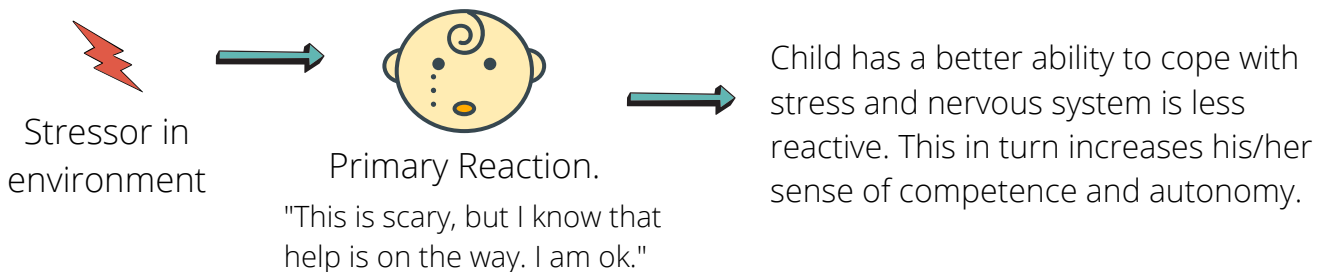 Stressor in
environment
Primary Reaction.
"This is scary, but I know that
help is on the way. I am ok."
Child has a better ability to cope with
stress and nervous system is less
reactive. This in turn increases his/her
sense of competence and autonomy.